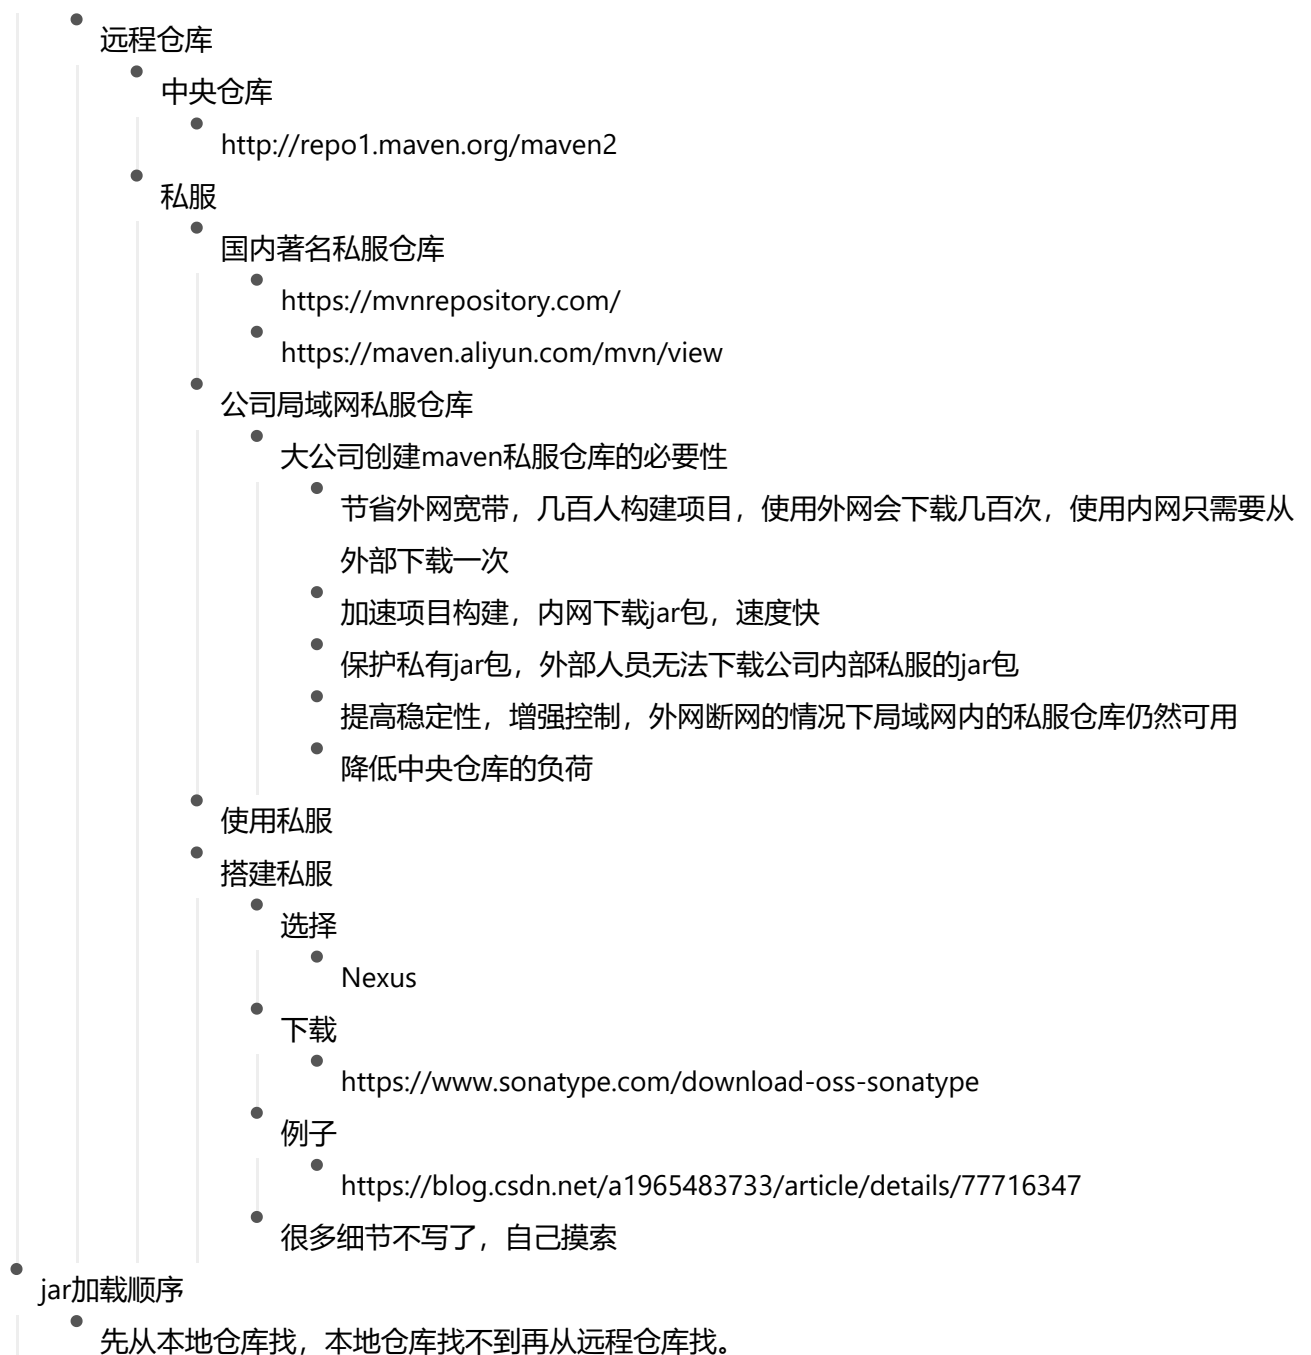 远程仓库
中央仓库
http://repo1.maven.org/maven2
私服
国内著名私服仓库
https://mvnrepository.com/
https://maven.aliyun.com/mvn/view
公司局域网私服仓库
大公司创建maven私服仓库的必要性
节省外网宽带，几百人构建项目，使用外网会下载几百次，使用内网只需要从
外部下载一次
加速项目构建，内网下载jar包，速度快
保护私有jar包，外部人员无法下载公司内部私服的jar包
提高稳定性，增强控制，外网断网的情况下局域网内的私服仓库仍然可用
降低中央仓库的负荷
使用私服
搭建私服
选择
Nexus
下载
https://www.sonatype.com/download-oss-sonatype
例子
https://blog.csdn.net/a1965483733/article/details/77716347
很多细节不写了，自己摸索
jar加载顺序
先从本地仓库找，本地仓库找不到再从远程仓库找。